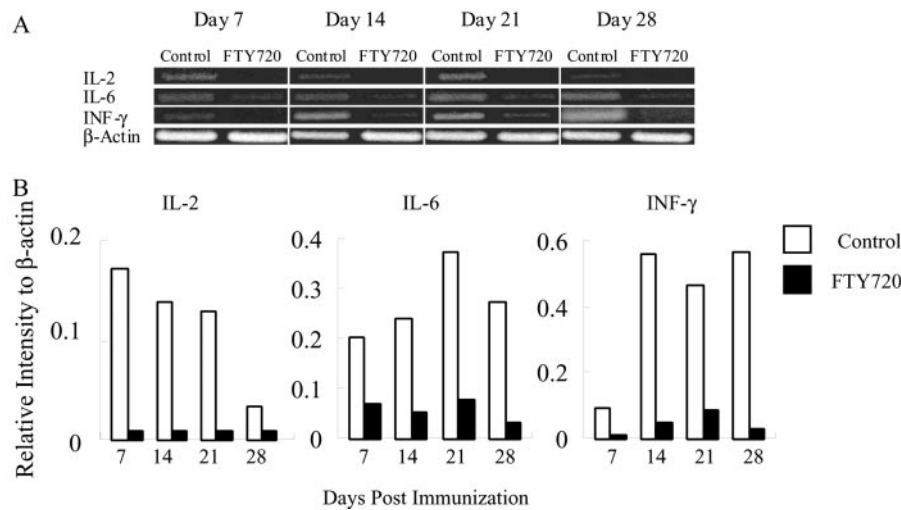 A
Day 7 Day 14 Day 21 Day 28
Control FTY720 Control FTY720 Control FTY720 Control FTY720
IL-2
IL-6
INF-γ
β-Actin
B
IL-2 IL-6 INF-γ
Relative Intensity to β-actin
0.2
0.1
0
7 14 21 28
0.4
0.3
0.2
0.1
0
7 14 21 28
0.6
0.4
0.2
0
7 14 21 28
Control
FTY720
Days Post Immunization